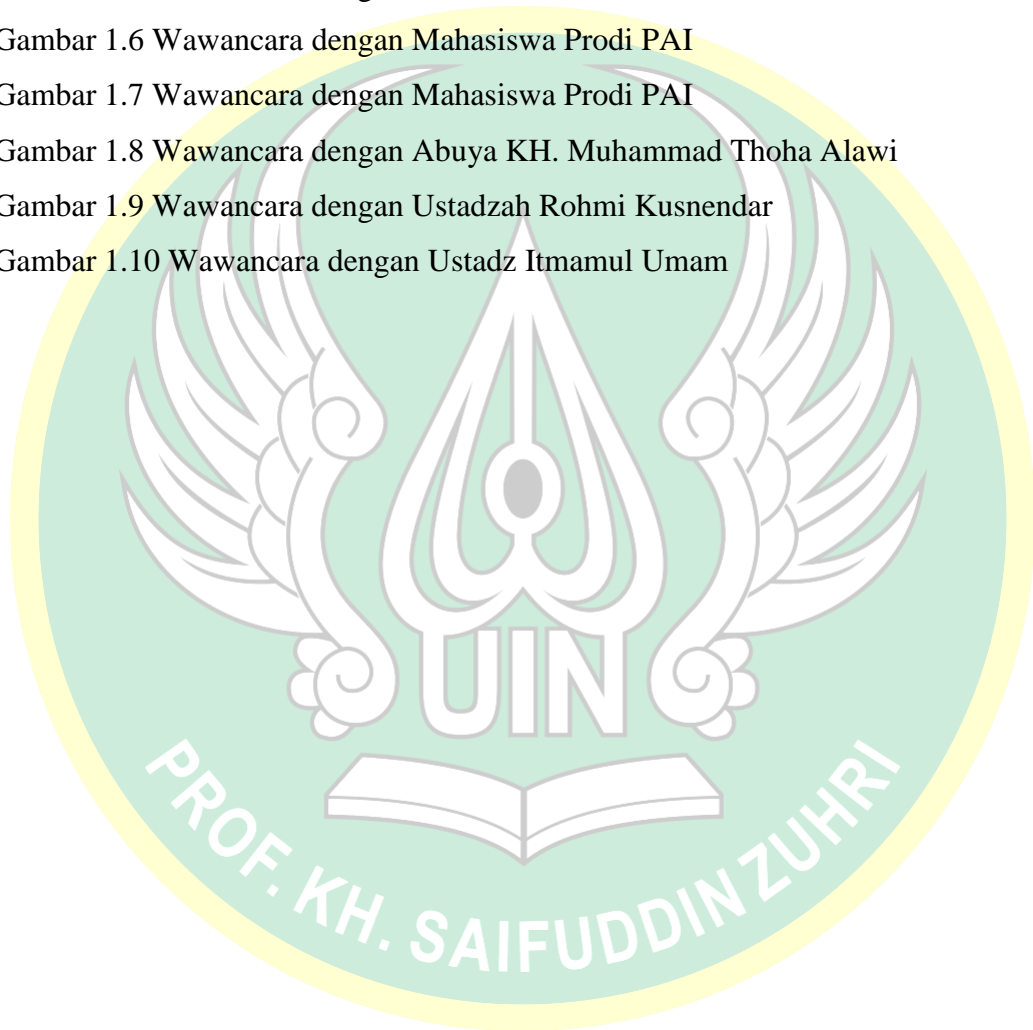 Gambar 1.6 Wawancara dengan Mahasiswa Prodi PAI
Gambar 1.7 Wawancara dengan Mahasiswa Prodi PAI
Gambar 1.8 Wawancara dengan Abuya KH. Muhammad Thoha Alawi
Gambar 1.9 Wawancara dengan Ustadzah Rohmi Kusnendar
Gambar 1.10 Wawancara dengan Ustadz Itmamul Umam
UIN
PROF. KH. SAIFUDDIN ZUHRI